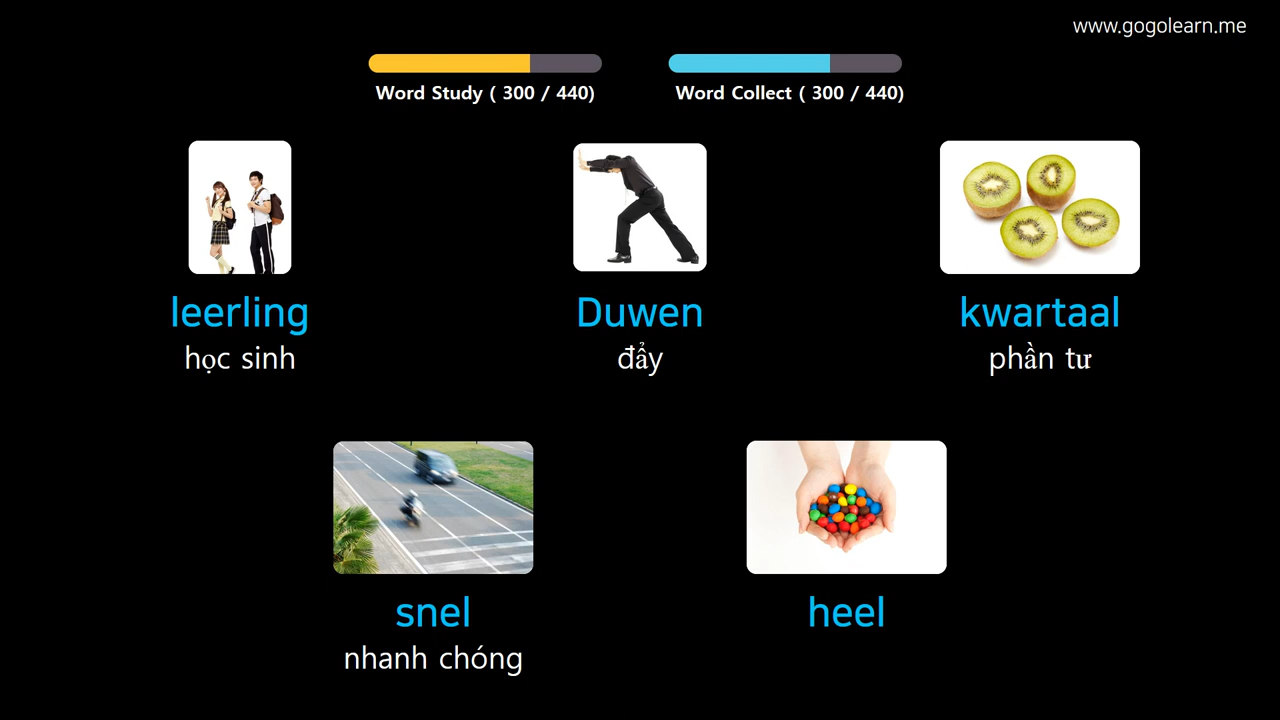 www.gogolearn.me
Word Study ( 300 / 440)
Word Collect ( 300 / 440)
leerling
học sinh
Duwen
đẩy
kwartaal
phần tư
snel
nhanh chóng
heel